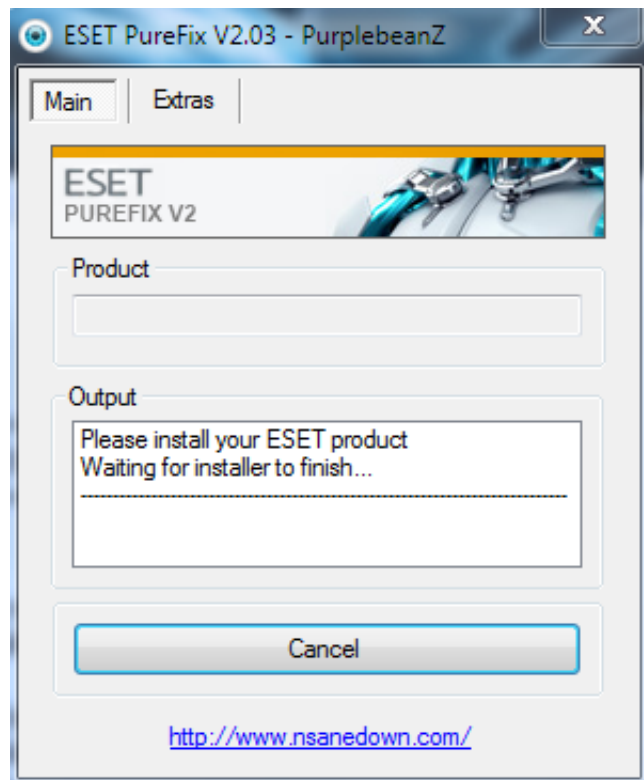 ESET PureFix V2.03 - PurplebeanZ
X
Main
Extras
ESET
PUREFIX V2
Product
Output
Please install your ESET product
Waiting for installer to finish...
Cancel
http://www.nsanedown.com/